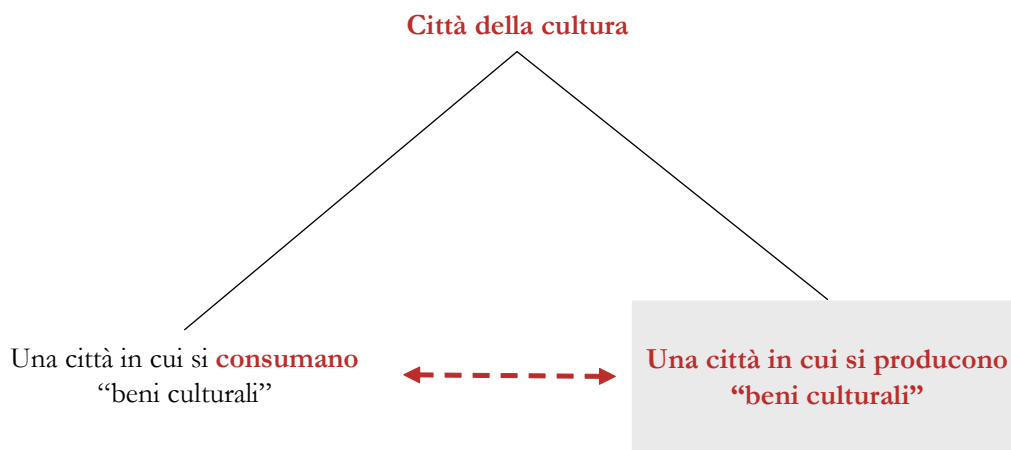 Città della cultura
Una città in cui si consumano
“beni culturali”
Una città in cui si producono
“beni culturali”